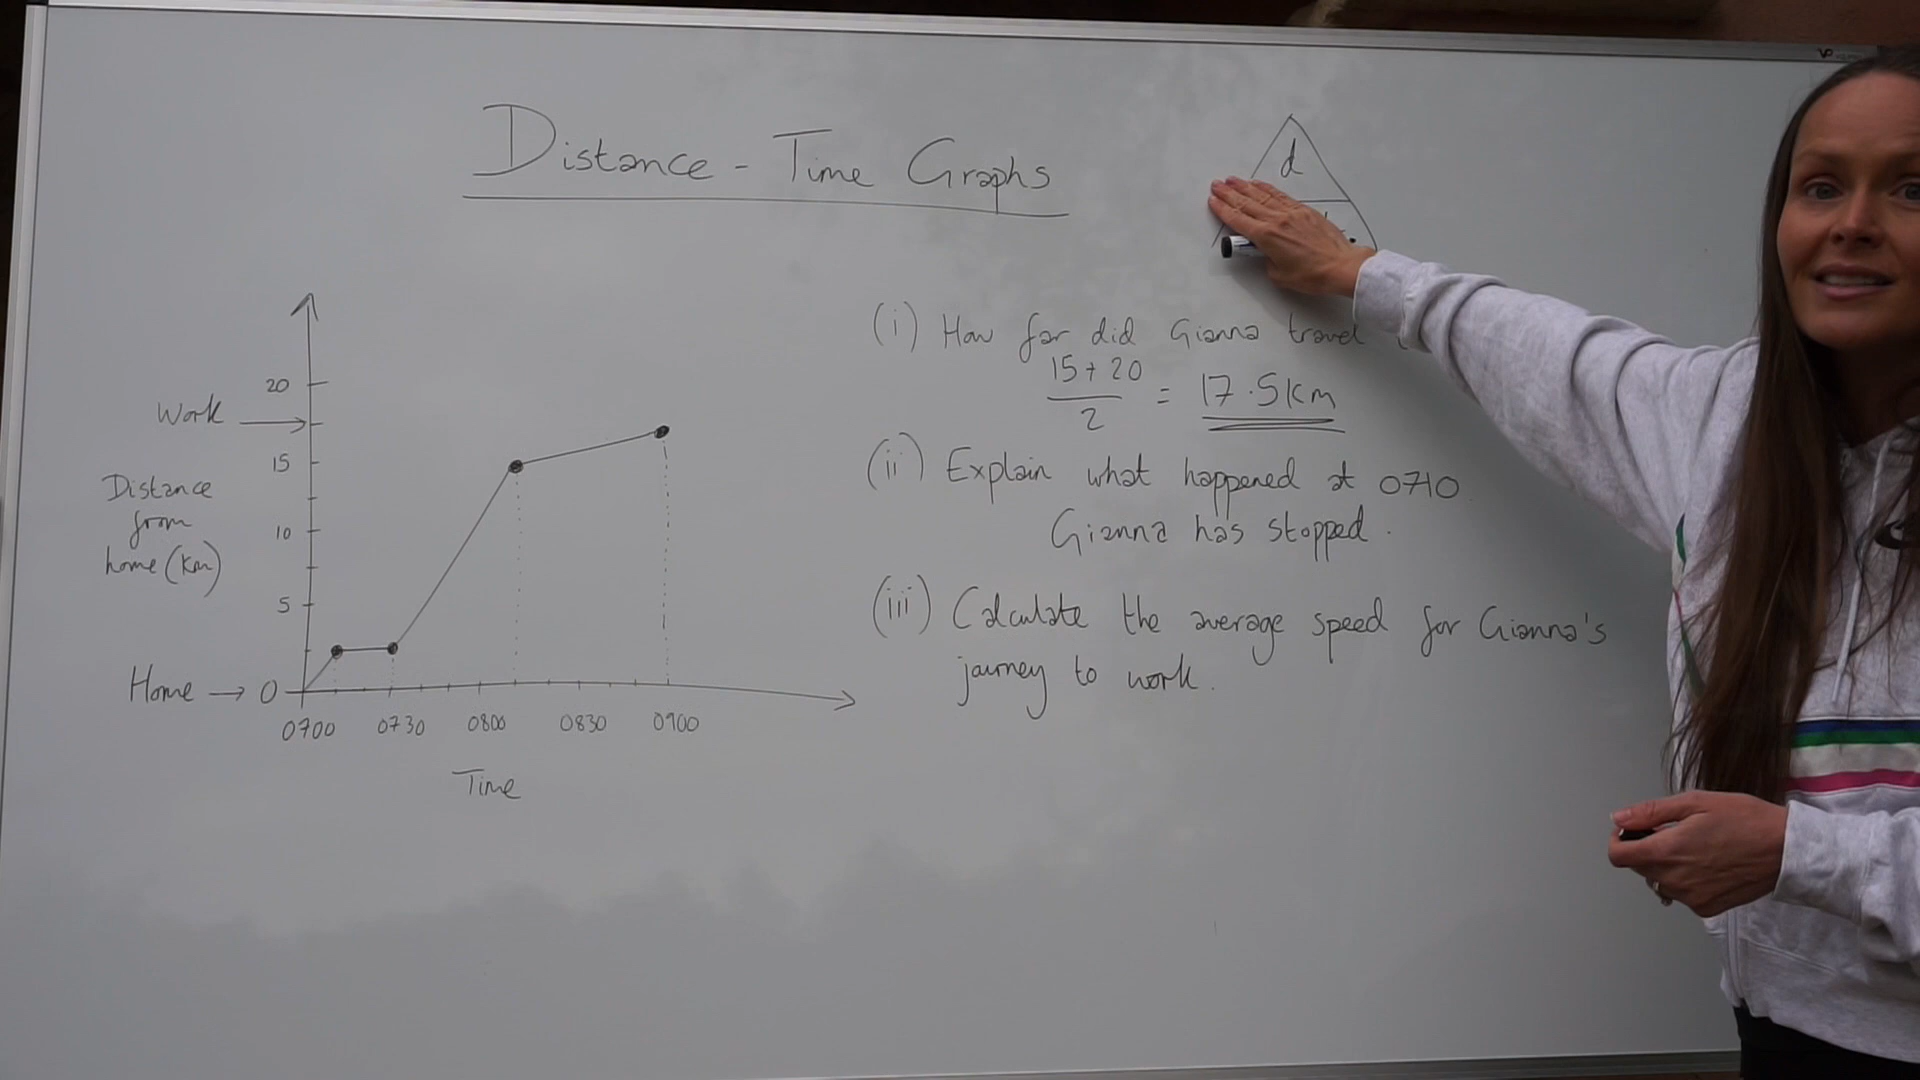 Distance - Time Graphs
d
(i) How far did Gianna travel
15 + 20
2
= 17.5km
(ii) Explain what happened at 0710
Gianna has stopped.
(iii) Calculate the average speed for Gianna's
journey to work.
20
Work →
15
Distance
from
home (km)
10
5
Home → 0
0700 0730 0800 0830 0900
Time